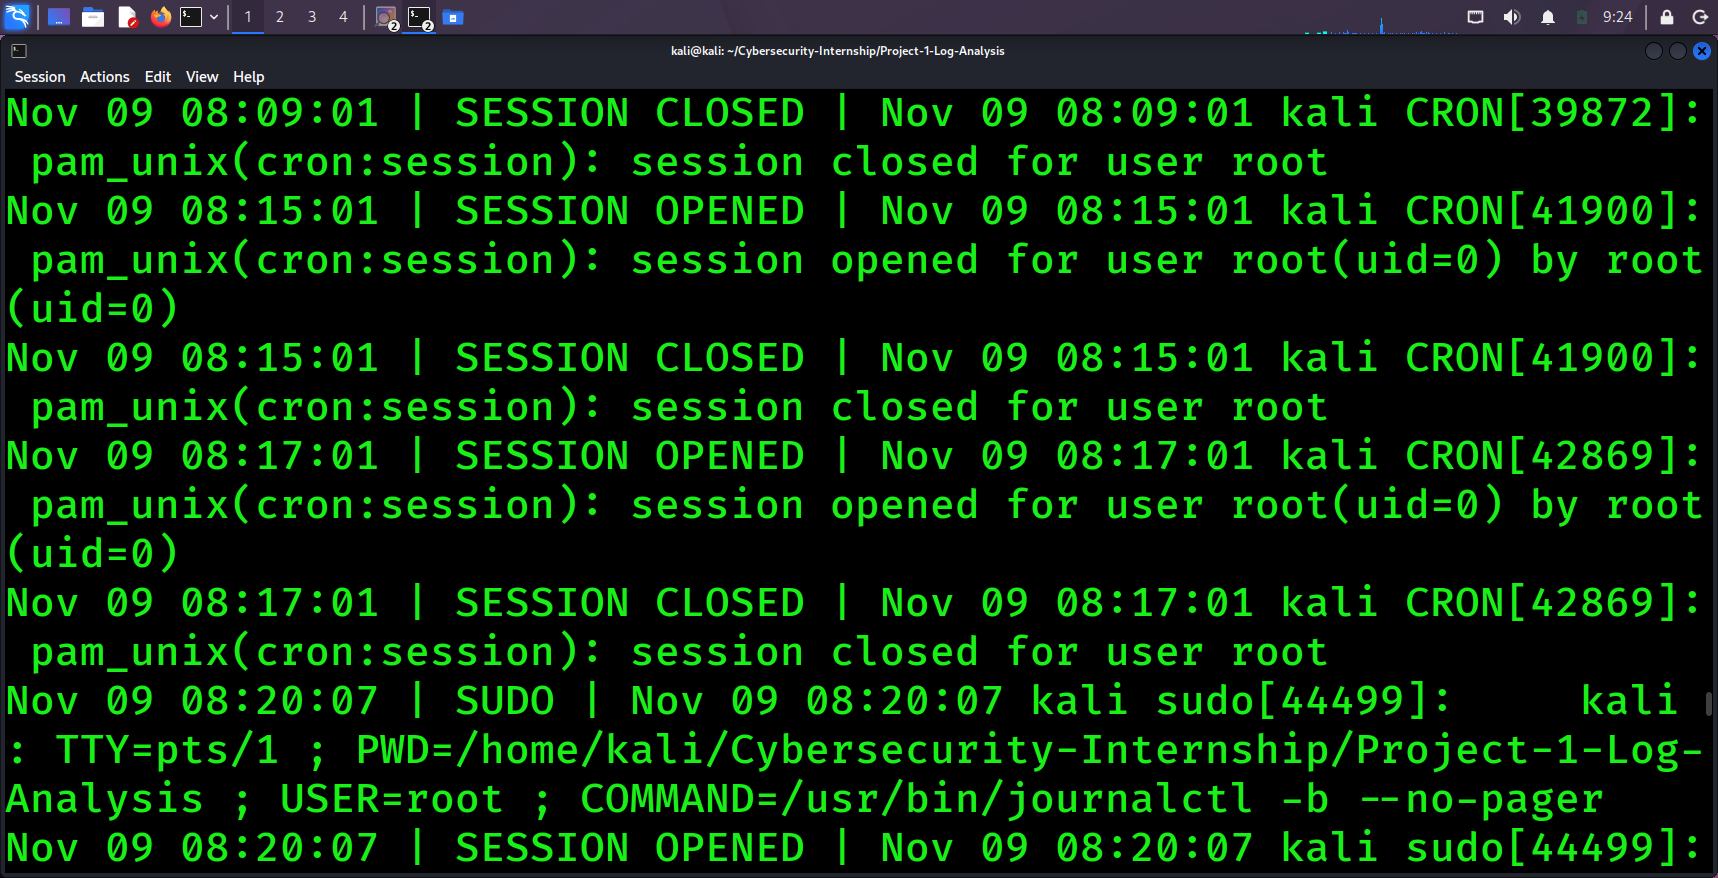 1 2 3 4 2 2 9:24
kali@kali: ~/Cybersecurity-Internship/Project-1-Log-Analysis
Session Actions Edit View Help
Nov 09 08:09:01 | SESSION CLOSED | Nov 09 08:09:01 kali CRON[39872]:
 pam_unix(cron:session): session closed for user root
Nov 09 08:15:01 | SESSION OPENED | Nov 09 08:15:01 kali CRON[41900]:
 pam_unix(cron:session): session opened for user root(uid=0) by root
(uid=0)
Nov 09 08:15:01 | SESSION CLOSED | Nov 09 08:15:01 kali CRON[41900]:
 pam_unix(cron:session): session closed for user root
Nov 09 08:17:01 | SESSION OPENED | Nov 09 08:17:01 kali CRON[42869]:
 pam_unix(cron:session): session opened for user root(uid=0) by root
(uid=0)
Nov 09 08:17:01 | SESSION CLOSED | Nov 09 08:17:01 kali CRON[42869]:
 pam_unix(cron:session): session closed for user root
Nov 09 08:20:07 | SUDO | Nov 09 08:20:07 kali sudo[44499]:     kali
: TTY=pts/1 ; PWD=/home/kali/Cybersecurity-Internship/Project-1-Log-
Analysis ; USER=root ; COMMAND=/usr/bin/journalctl -b --no-pager
Nov 09 08:20:07 | SESSION OPENED | Nov 09 08:20:07 kali sudo[44499]: